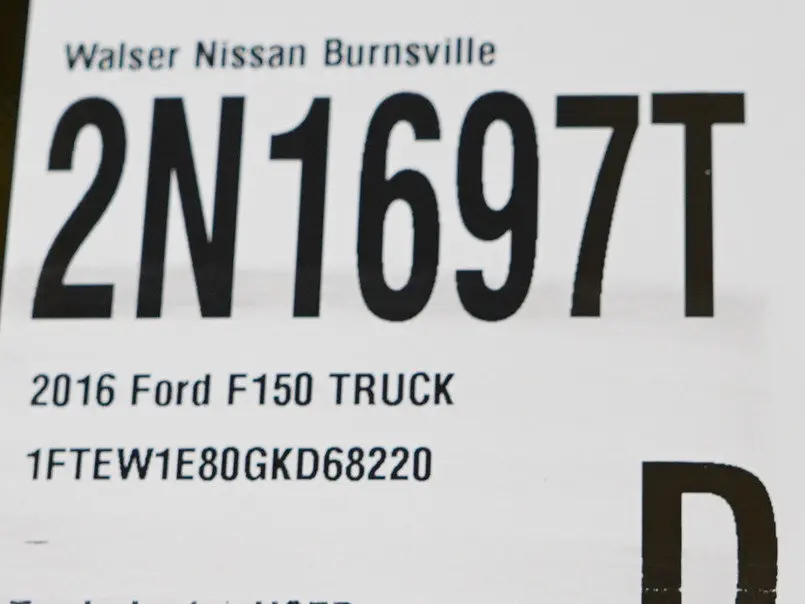 Walser Nissan Burnsville
2N1697T
2016 Ford F150 TRUCK
1FTEW1E80GKD68220
D